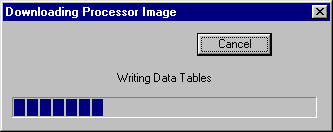 Downloading Processor Image
Cancel
Writing Data Tables